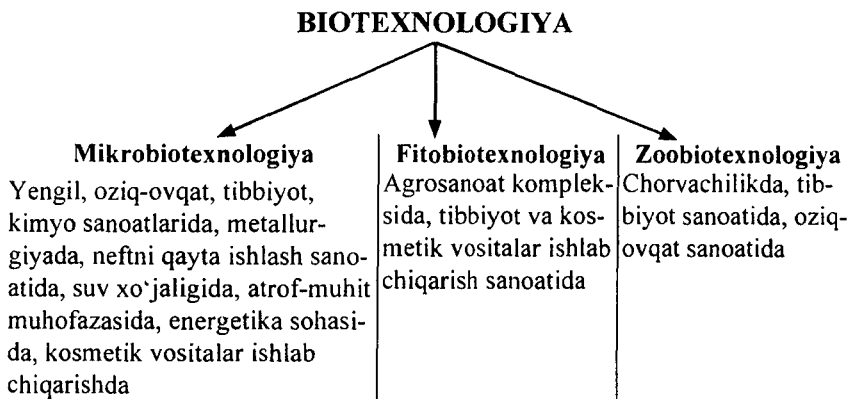 BIOTEXNOLOGIYA
Mikrobiotexnologiya
Yengil, oziq-ovqat, tibbiyot,
kimyo sanoatlarida, metallur-
giyada, neftni qayta ishlash sano-
atida, suv xo‘jaligida, atrof-muhit
muhofazasida, energetika sohasi-
da, kosmetik vositalar ishlab
chiqarishda
Fitobiotexnologiya
Agrosanoat komplek-
sida, tibbiyot va kos-
metik vositalar ishlab
chiqarish sanoatida
Zoobiotexnologiya
Chorvachilikda, tib-
biyot sanoatida, oziq-
ovqat sanoatida